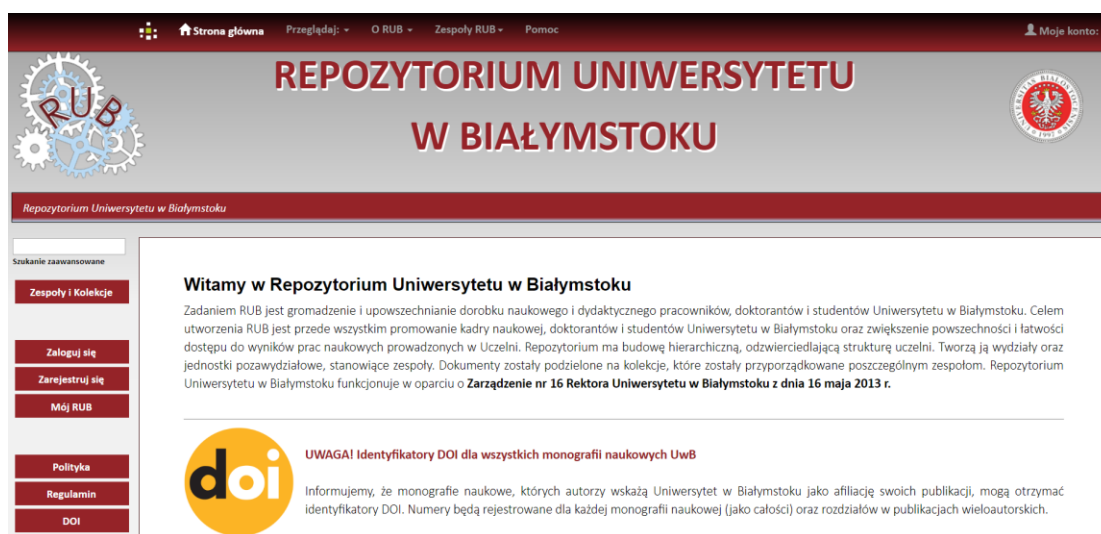 Strona główna Przeglądaj: O RUB Zespoły RUB Pomoc Moje konto:
RUB
REPOZYTORIUM UNIWERSYTETU
W BIAŁYMSTOKU
Repozytorium Uniwersytetu w Białymstoku
Szukanie zaawansowane
Zespoły i Kolekcje
Zaloguj się
Zarejestruj się
Mój RUB
Polityka
Regulamin
DOI
Witamy w Repozytorium Uniwersytetu w Białymstoku
Zadaniem RUB jest gromadzenie i upowszechnianie dorobku naukowego i dydaktycznego pracowników, doktorantów i studentów Uniwersytetu w Białymstoku. Celem
utworzenia RUB jest przede wszystkim promowanie kadry naukowej, doktorantów i studentów Uniwersytetu w Białymstoku oraz zwiększenie powszechności i łatwości
dostępu do wyników prac naukowych prowadzonych w Uczelni. Repozytorium ma budowę hierarchiczną, odzwierciedlającą strukturę uczelni. Tworzą ją wydziały oraz
jednostki pozawydziałowe, stanowiące zespoły. Dokumenty zostały podzielone na kolekcje, które zostały przyporządkowane poszczególnym zespołom. Repozytorium
Uniwersytetu w Białymstoku funkcjonuje w oparciu o Zarządzenie nr 16 Rektora Uniwersytetu w Białymstoku z dnia 16 maja 2013 r.
doi
UWAGA! Identyfikatory DOI dla wszystkich monografii naukowych UwB
Informujemy, że monografie naukowe, których autorzy wskażą Uniwersytet w Białymstoku jako afiliację swoich publikacji, mogą otrzymać
identyfikatory DOI. Numery będą rejestrowane dla każdej monografii naukowej (jako całości) oraz rozdziałów w publikacjach wieloautorskich.